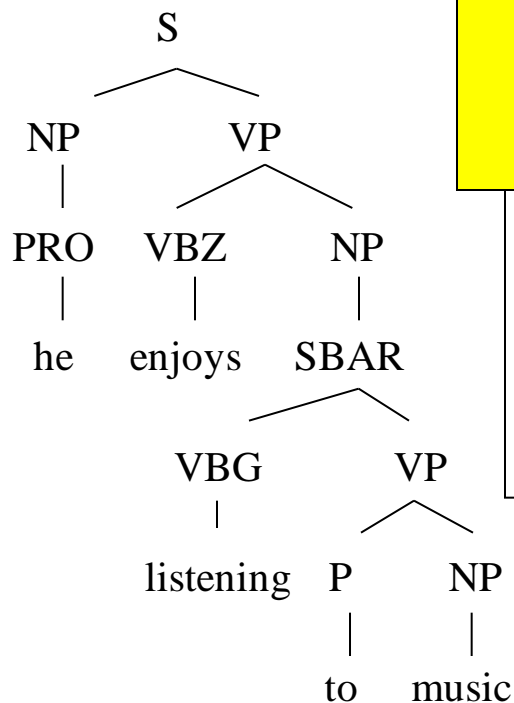 S
NP VP
PRO VBZ NP
he enjoys SBAR
VBG VP
listening P NP
to music